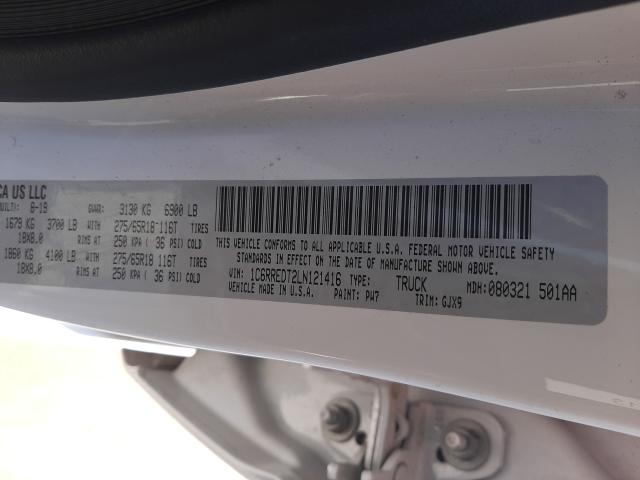 CA US LLC
8-19 GVWR: 3130 KG 6900 LB
1679 KG 3700 LB WITH 275/65R18-116T TIRES
18X8.0 RIMS AT 250 KPA ( 36 PSI) COLD
1860 KG 4100 LB WITH 275/65R18 116T TIRES
18X8.0 RIMS AT 250 KPA ( 36 PSI) COLD
THIS VEHICLE CONFORMS TO ALL APPLICABLE U.S.A. FEDERAL MOTOR VEHICLE SAFETY
STANDARDS IN EFFECT ON THE DATE OF MANUFACTURE SHOWN ABOVE.
VIN: 1C6RREDT2LN121416 TYPE: TRUCK MDH: 080321 501AA
VEHICLE MADE IN U.S.A. PAINT: PW7 TRIM: GJX9